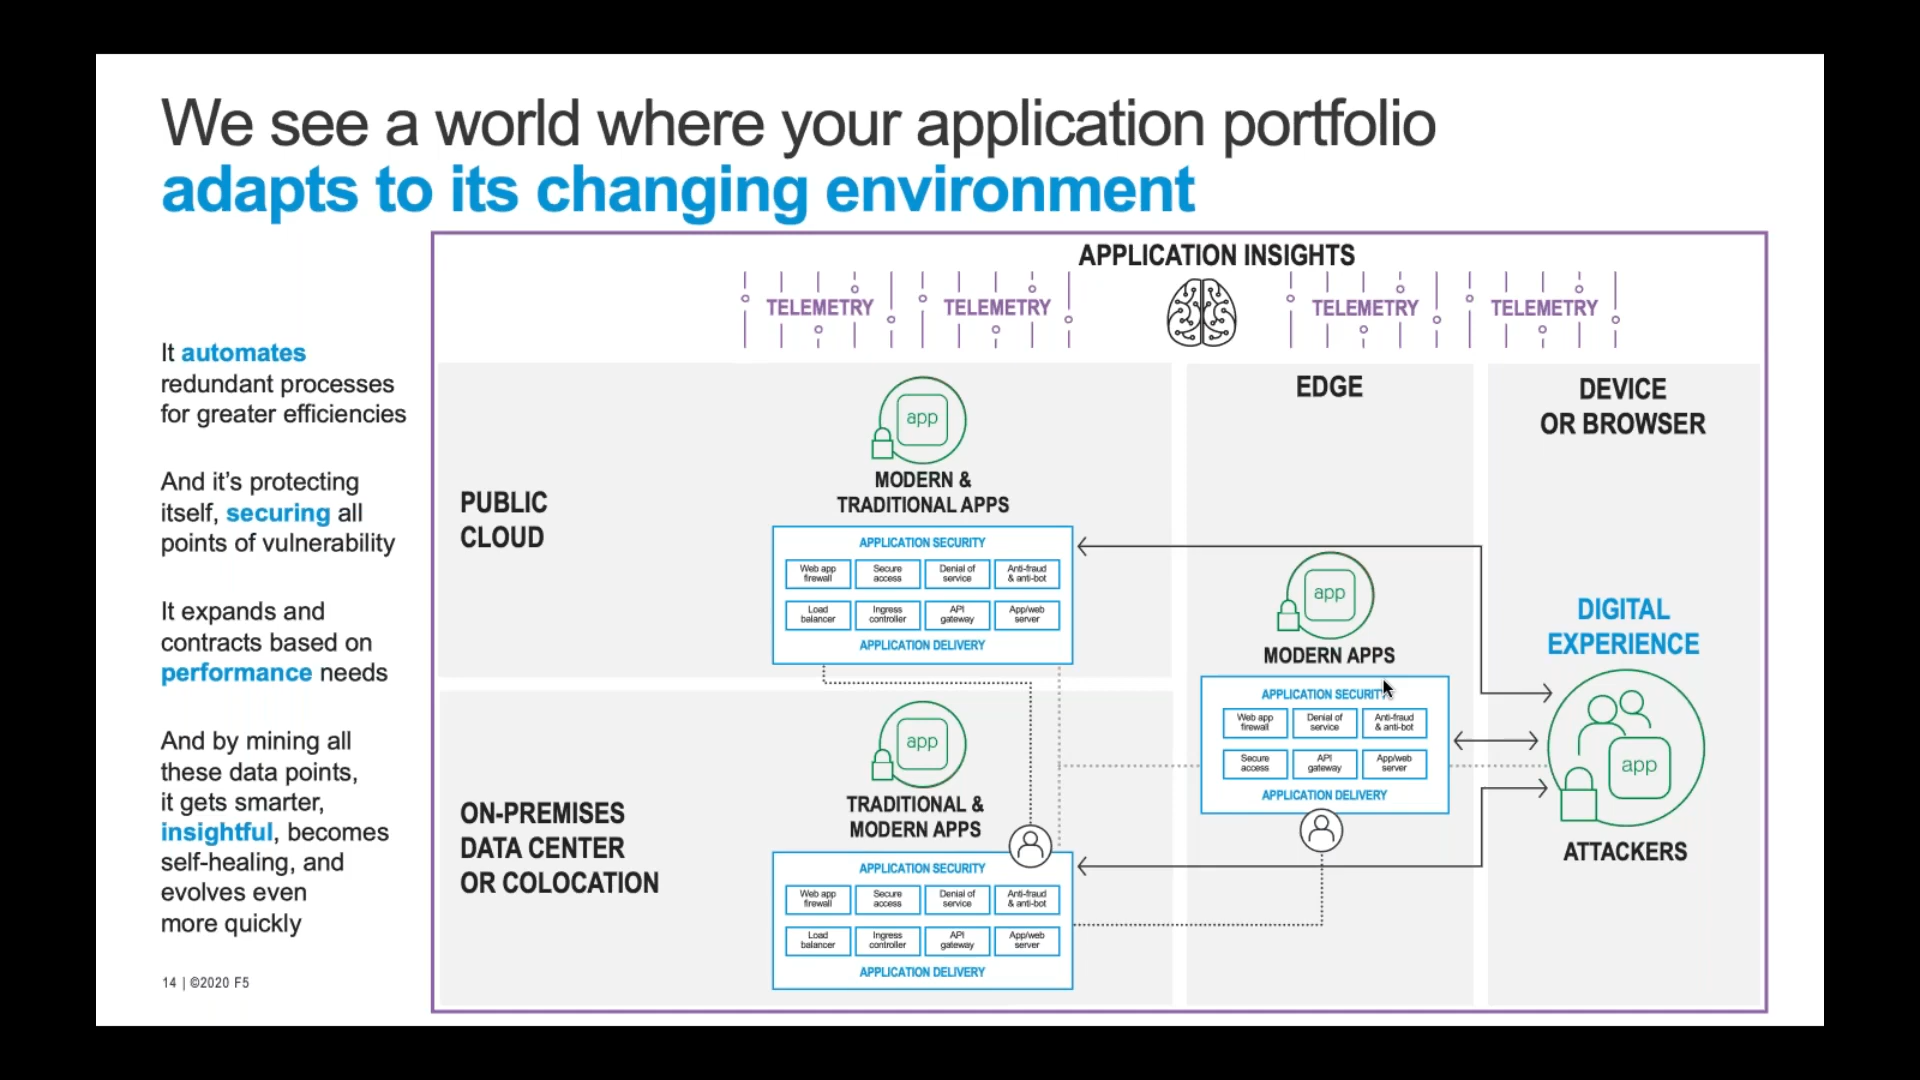 We see a world where your application portfolio
adapts to its changing environment
It automates
redundant processes
for greater efficiencies
And it’s protecting
itself, securing all
points of vulnerability
It expands and
contracts based on
performance needs
And by mining all
these data points,
it gets smarter,
insightful, becomes
self-healing, and
evolves even
more quickly
14 | ©2020 F5
APPLICATION INSIGHTS
TELEMETRY
TELEMETRY
TELEMETRY
TELEMETRY
PUBLIC
CLOUD
app
MODERN &
TRADITIONAL APPS
APPLICATION SECURITY
Web app
firewall
Secure
access
Denial of
service
Anti-fraud
& anti-bot
Load
balancer
Ingress
controller
API
gateway
App/web
server
APPLICATION DELIVERY
ON-PREMISES
DATA CENTER
OR COLOCATION
app
TRADITIONAL &
MODERN APPS
APPLICATION SECURITY
Web app
firewall
Secure
access
Denial of
service
Anti-fraud
& anti-bot
Load
balancer
Ingress
controller
API
gateway
App/web
server
APPLICATION DELIVERY
EDGE
app
MODERN APPS
APPLICATION SECURITY
Web app
firewall
Denial of
service
Anti-fraud
& anti-bot
Secure
access
API
gateway
App/web
server
APPLICATION DELIVERY
DEVICE
OR BROWSER
DIGITAL
EXPERIENCE
app
ATTACKERS